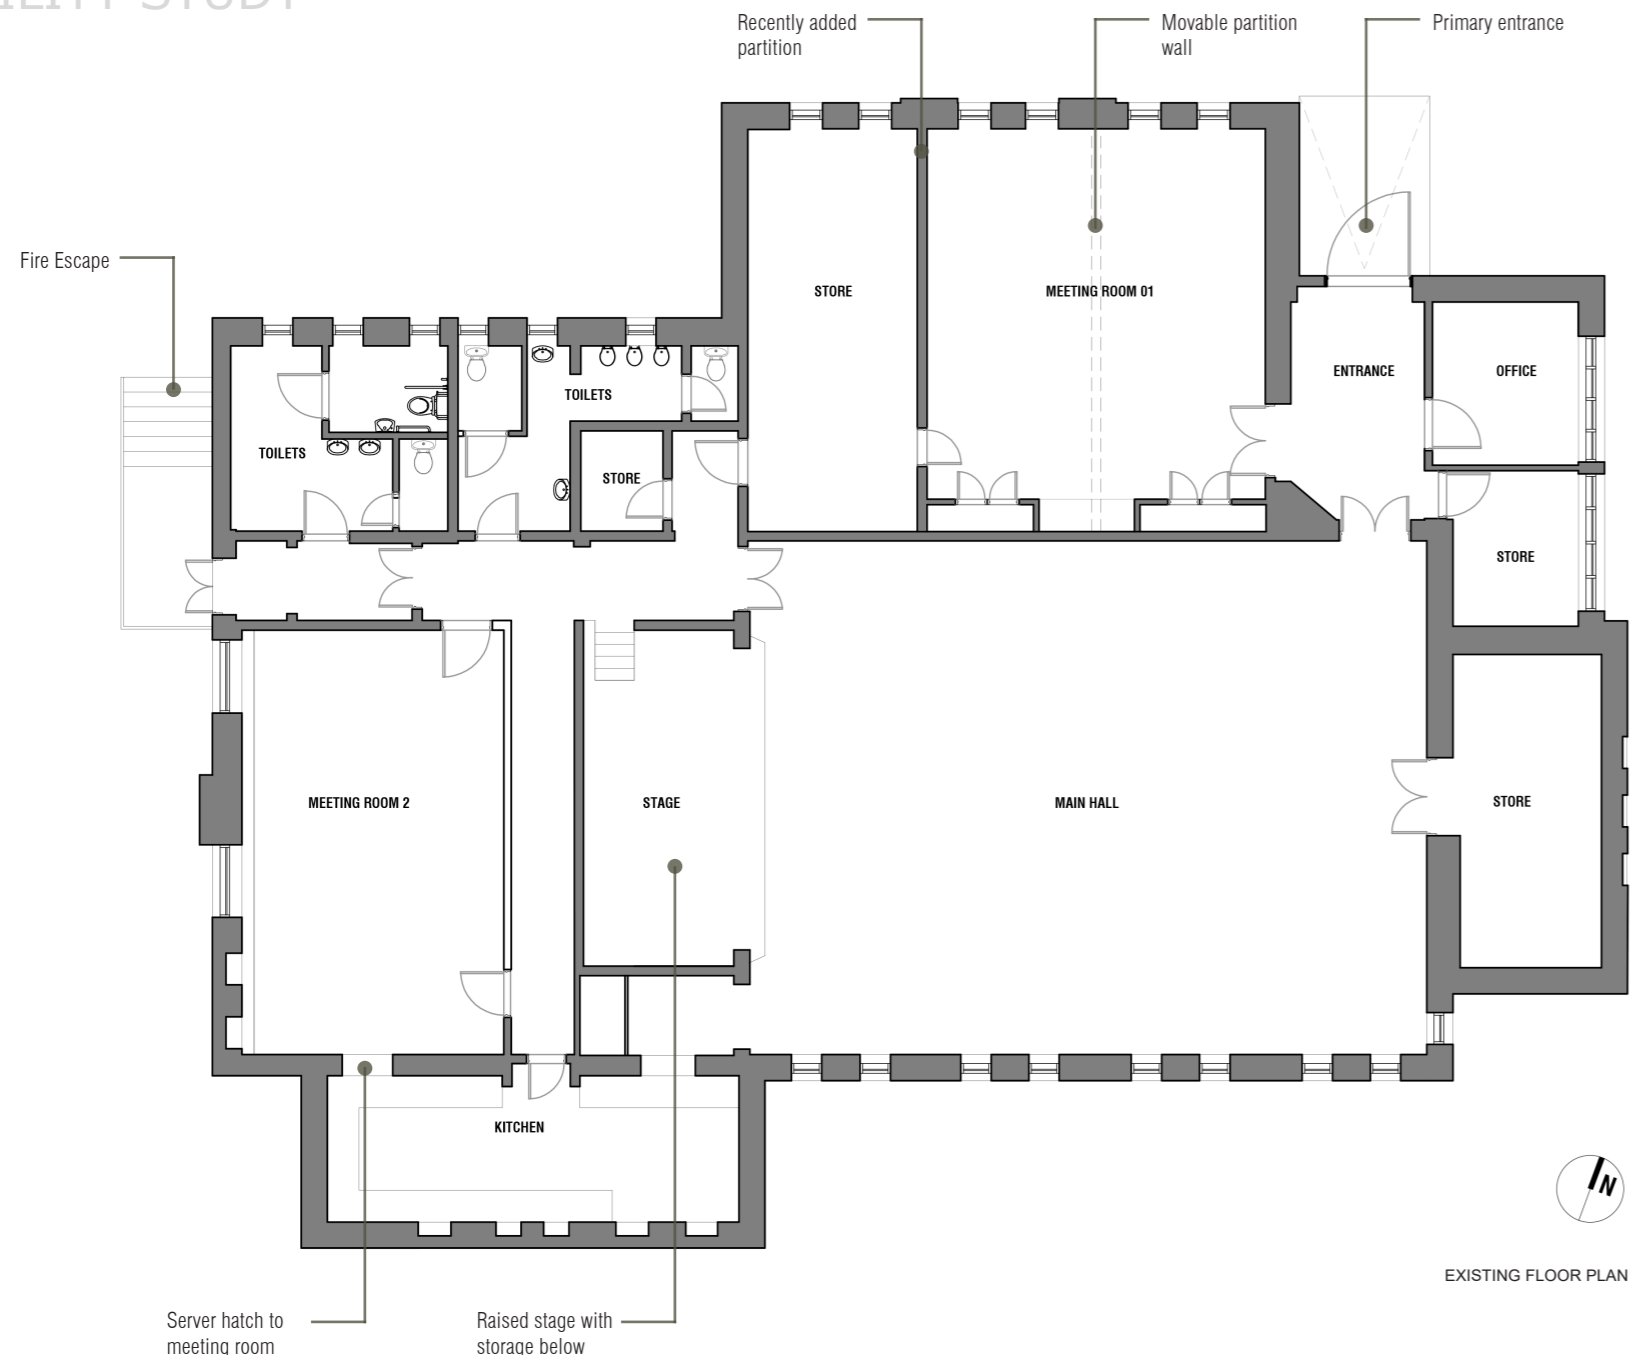 ILITY STUDY
Recently added
partition
Movable partition
wall
Primary entrance
Fire Escape
STORE
MEETING ROOM 01
ENTRANCE
OFFICE
TOILETS
TOILETS
STORE
STORE
MEETING ROOM 2
STAGE
MAIN HALL
STORE
KITCHEN
N
EXISTING FLOOR PLAN
Server hatch to
meeting room
Raised stage with
storage below